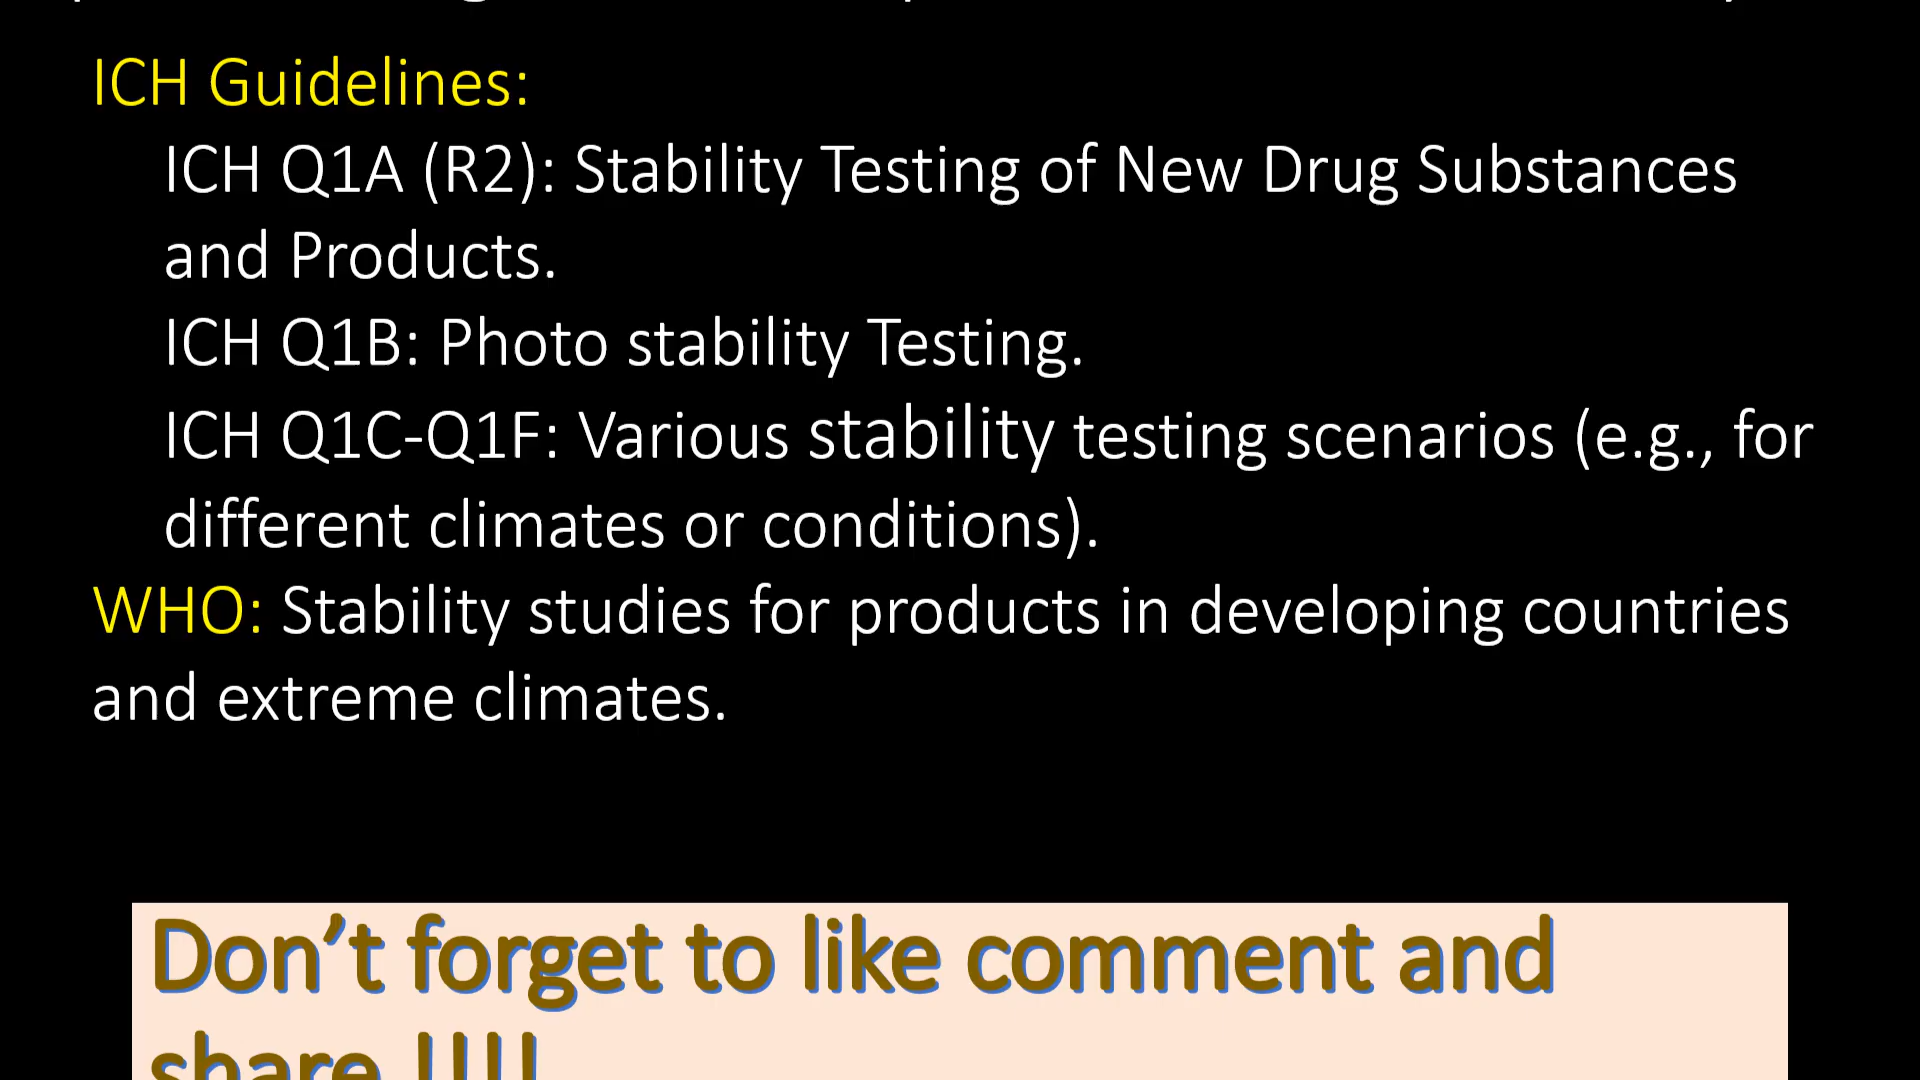 ICH Guidelines:
ICH Q1A (R2): Stability Testing of New Drug Substances
and Products.
ICH Q1B: Photo stability Testing.
ICH Q1C-Q1F: Various stability testing scenarios (e.g., for
different climates or conditions).
WHO: Stability studies for products in developing countries
and extreme climates.
Don’t forget to like comment and
share !!!!